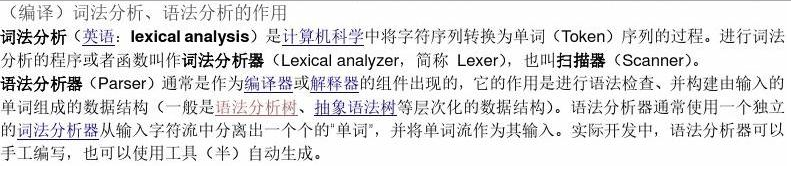 （编译）词法分析、语法分析的作用
词法分析（英语：lexical analysis）是计算机科学中将字符序列转换为单词（Token）序列的过程。进行词法
分析的程序或者函数叫作词法分析器（Lexical analyzer，简称 Lexer），也叫扫描器（Scanner）。
语法分析器（Parser）通常是作为编译器或解释器的组件出现的，它的作用是进行语法检查、并构建由输入的
单词组成的数据结构（一般是语法分析树、抽象语法树等层次化的数据结构）。语法分析器通常使用一个独立
的词法分析器从输入字符流中分离出一个个的“单词”，并将单词流作为其输入。实际开发中，语法分析器可以
手工编写，也可以使用工具（半）自动生成。